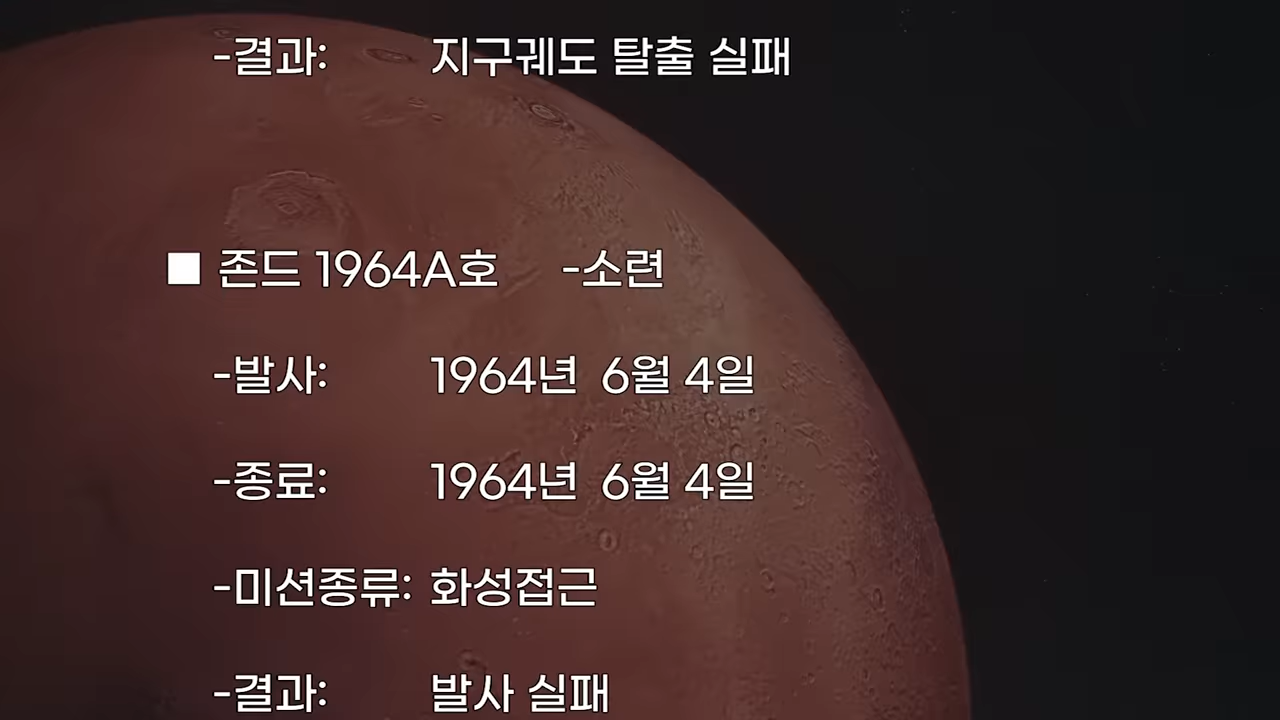 -결과: 지구궤도 탈출 실패
■ 존드 1964A호 -소련
-발사: 1964년 6월 4일
-종료: 1964년 6월 4일
-미션종류: 화성접근
-결과: 발사 실패